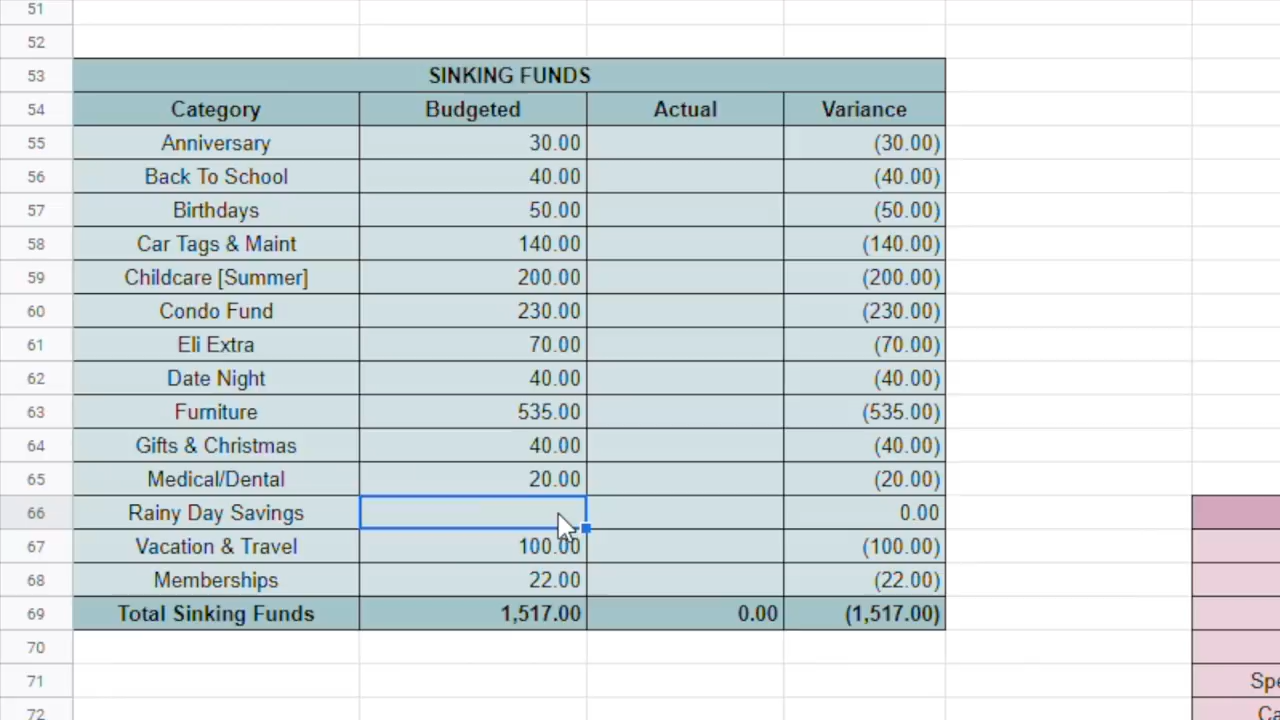 51
52
53 SINKING FUNDS
54 Category Budgeted Actual Variance
55 Anniversary 30.00 (30.00)
56 Back To School 40.00 (40.00)
57 Birthdays 50.00 (50.00)
58 Car Tags & Maint 140.00 (140.00)
59 Childcare [Summer] 200.00 (200.00)
60 Condo Fund 230.00 (230.00)
61 Eli Extra 70.00 (70.00)
62 Date Night 40.00 (40.00)
63 Furniture 535.00 (535.00)
64 Gifts & Christmas 40.00 (40.00)
65 Medical/Dental 20.00 (20.00)
66 Rainy Day Savings 0.00
67 Vacation & Travel 100.00 (100.00)
68 Memberships 22.00 (22.00)
69 Total Sinking Funds 1,517.00 0.00 (1,517.00)
70
71 Spe
72 Ca